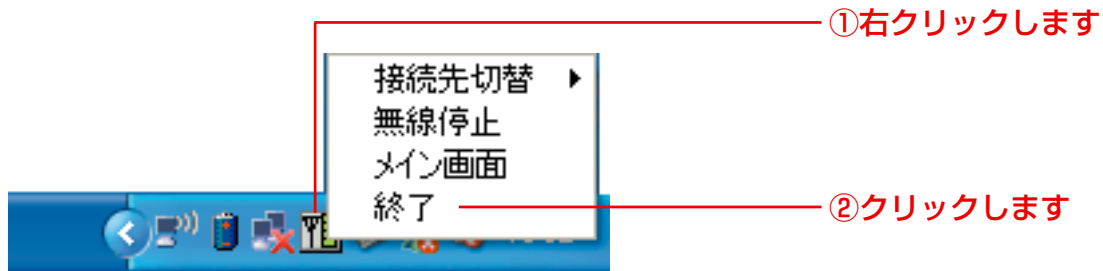 ①右クリックします
接続先切替
無線停止
メイン画面
終了
②クリックします